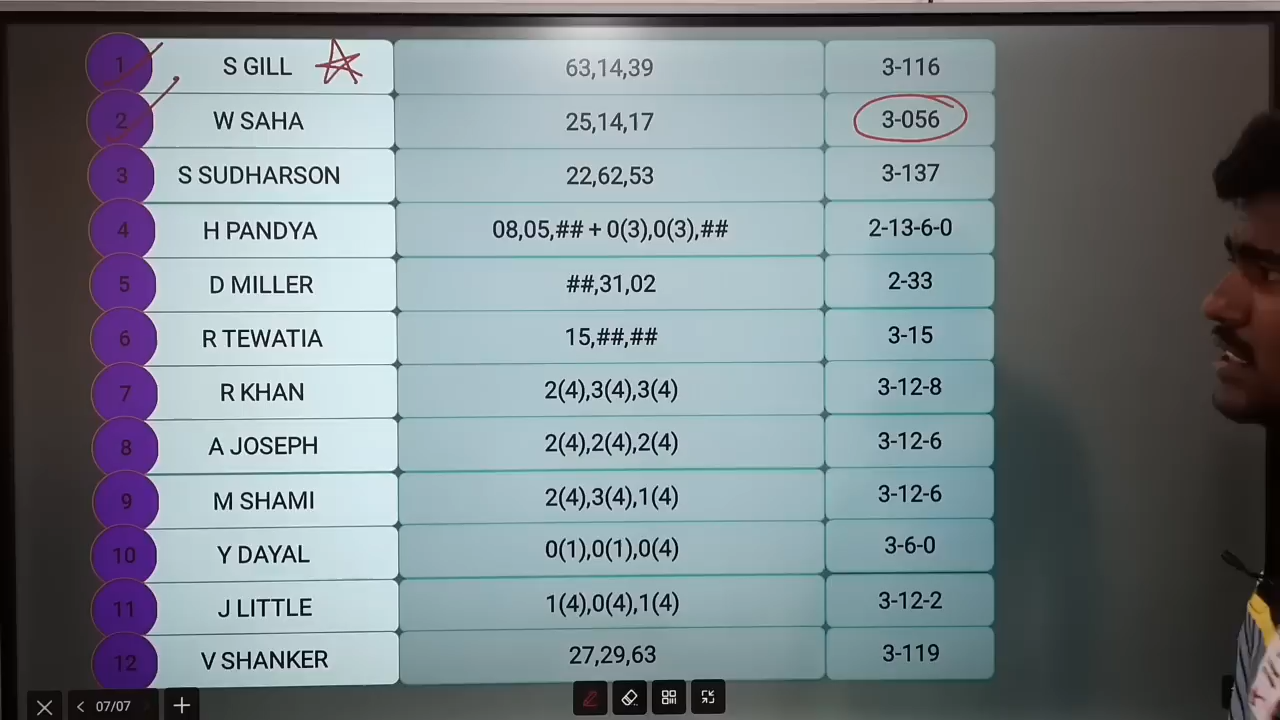 1 S GILL 63,14,39 3-116
2 W SAHA 25,14,17 3-056
3 S SUDHARSON 22,62,53 3-137
4 H PANDYA 08,05,## + 0(3),0(3),## 2-13-6-0
5 D MILLER ##,31,02 2-33
6 R TEWATIA 15,##,## 3-15
7 R KHAN 2(4),3(4),3(4) 3-12-8
8 A JOSEPH 2(4),2(4),2(4) 3-12-6
9 M SHAMI 2(4),3(4),1(4) 3-12-6
10 Y DAYAL 0(1),0(1),0(4) 3-6-0
11 J LITTLE 1(4),0(4),1(4) 3-12-2
12 V SHANKER 27,29,63 3-119
07/07